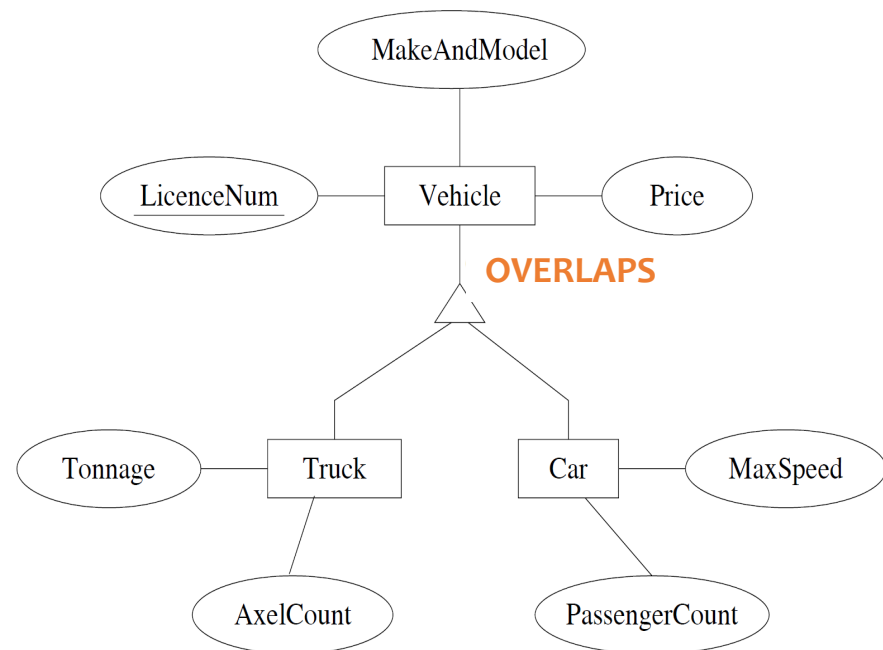 MakeAndModel
LicenceNum
Vehicle
Price
OVERLAPS
Tonnage
Truck
Car
MaxSpeed
AxelCount
PassengerCount